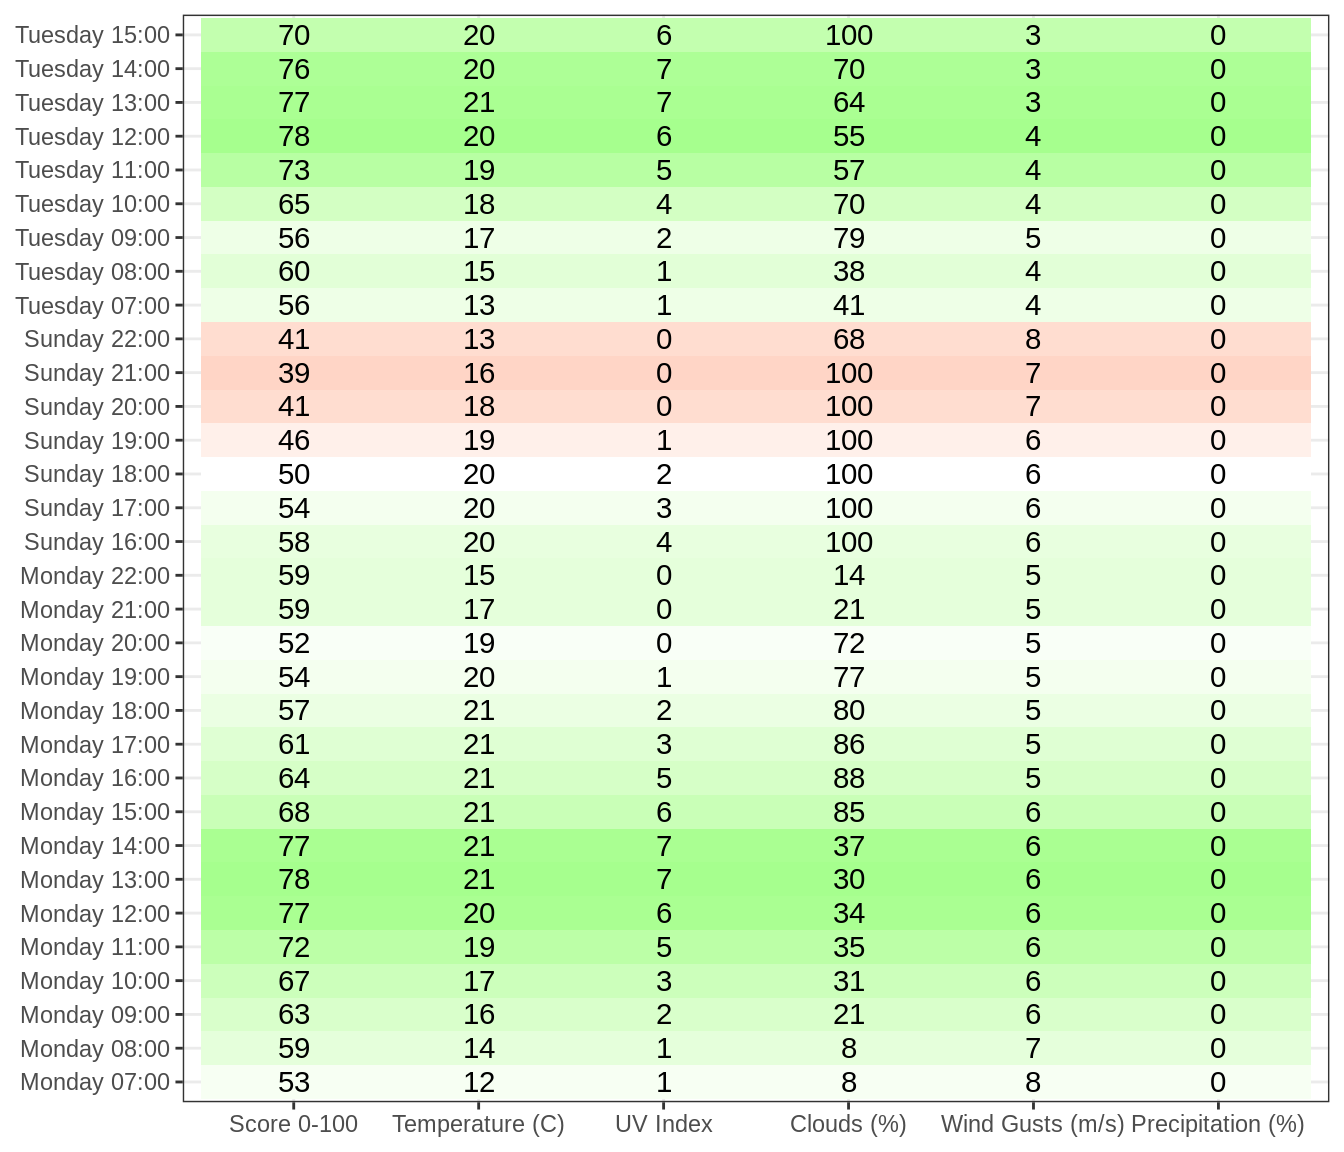 Tuesday 15:00 70 20 6 100 3 0
Tuesday 14:00 76 20 7 70 3 0
Tuesday 13:00 77 21 7 64 3 0
Tuesday 12:00 78 20 6 55 4 0
Tuesday 11:00 73 19 5 57 4 0
Tuesday 10:00 65 18 4 70 4 0
Tuesday 09:00 56 17 2 79 5 0
Tuesday 08:00 60 15 1 38 4 0
Tuesday 07:00 56 13 1 41 4 0
Sunday 22:00 41 13 0 68 8 0
Sunday 21:00 39 16 0 100 7 0
Sunday 20:00 41 18 0 100 7 0
Sunday 19:00 46 19 1 100 6 0
Sunday 18:00 50 20 2 100 6 0
Sunday 17:00 54 20 3 100 6 0
Sunday 16:00 58 20 4 100 6 0
Monday 22:00 59 15 0 14 5 0
Monday 21:00 59 17 0 21 5 0
Monday 20:00 52 19 0 72 5 0
Monday 19:00 54 20 1 77 5 0
Monday 18:00 57 21 2 80 5 0
Monday 17:00 61 21 3 86 5 0
Monday 16:00 64 21 5 88 5 0
Monday 15:00 68 21 6 85 6 0
Monday 14:00 77 21 7 37 6 0
Monday 13:00 78 21 7 30 6 0
Monday 12:00 77 20 6 34 6 0
Monday 11:00 72 19 5 35 6 0
Monday 10:00 67 17 3 31 6 0
Monday 09:00 63 16 2 21 6 0
Monday 08:00 59 14 1 8 7 0
Monday 07:00 53 12 1 8 8 0
Score 0-100 Temperature (C) UV Index Clouds (%) Wind Gusts (m/s) Precipitation (%)